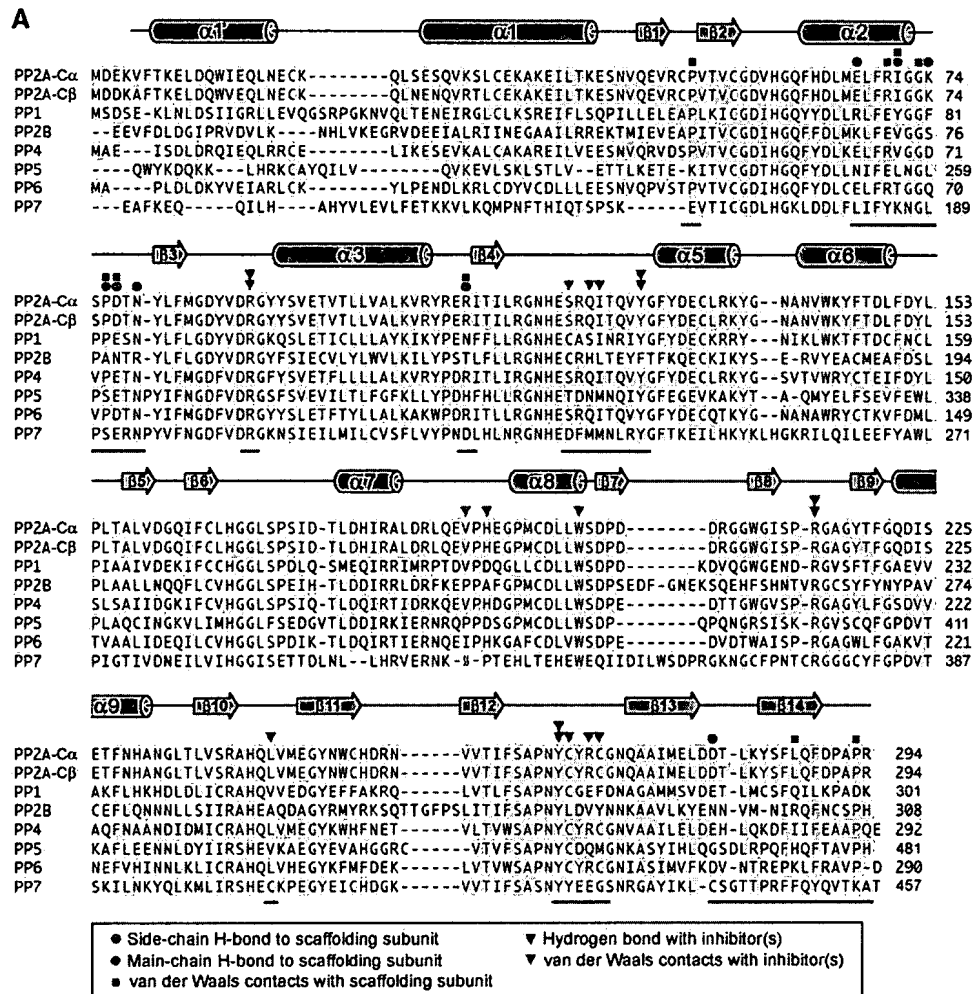 A
α1' α1 β1 β2 α2
PP2A-Cα MDEKVFTKELDQWIEQLNECK---------QLSESQVKSLCEKAKEILTKESNVQEVRCPVTVCGDVHGQFHDLMELFRIGGK 74
PP2A-Cβ MDDKAFTKELDQWVEQLNECK---------QLNENQVRTLCEKAKEILTKESNVQEVRCPVTVCGDVHGQFHDLMELFRIGGK 74
PP1 MSDSE-KLNLDSIIGRLLEVQGSRPGKNVQLTENEIRGLCLKSREIFLSQPILLELEAPLKICGDIHGQYYDLLRLFEYGGF 81
PP2B --EEVFDLDGIPRVDVLK----NHLVKEGRVDEEIALRIINEGAAILRREKTMIEVEAPITVCGDIHGQFFDLMKLFEVGGS 76
PP4 MAE---ISDLDRQIEQLRRCE-------LIKESEVKALCAKAREILVEESNVQRVDSPVTVCGDIHGQFYDLKELFRVGGD 71
PP5 ----QWYKDQKK--LHRKCAYQILV-------QVKEVLSKLSTLV--ETTLKETE-KITVCGDTHGQFYDLLNIFELNGL 259
PP6 MA----PLDLDKYVEIARLCK--------YLPENDLKRLCDYVCDLLLEESNVQPVSTPVTVCGDIHGQFYDLCELFRTGGQ 70
PP7 ---EAFKEQ----QILH----AHYVLEVLFETKKVLKQMPNFTHIQTSPSK------EVTICGDLHGKLDDLFLIFYKNGL 189
β3 α3 β4 α5 α6
PP2A-Cα SPDTN-YLFMGDYVDRGYYSVETVTLLVALKVRYRERITILRGNHESRQITQVYGFYDECLRKYG--NANVWKYFTDLFDYL 153
PP2A-Cβ SPDTN-YLFMGDYVDRGYYSVETVTLLVALKVRYPERITILRGNHESRQITQVYGFYDECLRKYG--NANVWKYFTDLFDYL 153
PP1 PPESN-YLFLGDYVDRGKQSLETICLLLAYKIKYPENFFLLRGNHECASINRIYGFYDECKRRY--NIKLWKTFTDCFNCL 159
PP2B PANTR-YLFLGDYVDRGYFSIECVLYLWVLKILYPSTLFLLRGNHECRHLTEYFTFKQECKIKYS--E-RVYEACMEAFDSL 194
PP4 VPETN-YLFMGDFVDRGFYSVETFLLLLALKVRYPDRITLIRGNHESRQITQVYGFYDECLRKYG--SVTVWRYCTEIFDYL 150
PP5 PSETNPYIFNGDFVDRGSFSVEVILTLFGFKLLYPDHFHLLRGNHETDNMNQIYGFEGEVKAKYT--A-QMYELFSEVFEWL 338
PP6 VPDTN-YIFMGDFVDRGYYSLETFTYLLALKAKWPDRITLLRGNHESRQITQVYGFYDECQTKYG--NANAWRYCTKVFDML 149
PP7 PSERNPYVFNGDFVDRGKNSIEILMILCVSFLVYPNDLHLNRGNHEDFMMNLRYGFTKEILHKYKLHGKRILQILEEFYAWL 271
β5 β6 α7 α8 β7 β8 β9
PP2A-Cα PLTALVDGQIFCLHGGLSPSID-TLDHIRALDRLQEVPHEGPMCDLLWSDPD-------DRGGWGISP-RGAGYTFGQDIS 225
PP2A-Cβ PLTALVDGQIFCLHGGLSPSID-TLDHIRALDRLQEVPHEGPMCDLLWSDPD-------DRGGWGISP-RGAGYTFGQDIS 225
PP1 PIAAIVDEKIFCCHGGLSPDLQ-SMEQIRRIMRPTDVPDQGLLCDLLWSDPD-------KDVQGWGEND-RGVSFTFGAEVV 232
PP2B PLAALLNQQFLCVHGGLSPEIH-TLDDIRRLDRFKEPPAFGPMCDLLWSDPSEDF-GNEKSQEHFSHNTVRGCSYFYNYPAV 274
PP4 SLSAIIDGKIFCVHGGLSPSIQ-TLDQIRTIDRKQEVPHDGPMCDLLWSDPE-------DTTGWGVSP-RGAGYLFGSDVV 222
PP5 PLAQCINGKVLIMHGGLFSEDGVTLDDIRKIERNRQPPDSGPMCDLLWSDPE-------PQPQNGRSISK-RGVSCQFGPDVT 411
PP6 TVAALIDEQILCVHGGLSPDIK-TLDQIRTIERNQEIPHKGAFCDLVWSDPE-------DVDTWAISP-RGAGWLFGAKVT 221
PP7 PIGTIVDNEILVIHGGISETTDLNL--LHRVERNK-S-PTEHLTEHEWEQIIDILWSDPRGKNGCFPNTCRGGGCYFGPDVT 387
α9 β10 β11 β12 β13 β14
PP2A-Cα ETFNHANGLTLVSRAHQLVMEGYNWCHDRN------VVTIFSAPNYCYRCGNQAAIMELDDT-LKYSFLQFDPAPR 294
PP2A-Cβ ETFNHANGLTLVSRAHQLVMEGYNWCHDRN------VVTIFSAPNYCYRCGNQAAIMELDDT-LKYSFLQFDPAPR 294
PP1 AKFLHKHDLDLICRAHQVVEDGYEFFAKRQ------LVTLFSAPNYCGEFDNAGAMMSVDET-LMCSFQILKPADK 301
PP2B CEFLQNNNLLSIIRAHEAQDAGYRMYRKSQTTGFPSLITIFSAPNYLDVYNNKAAVLKYENN-VM-NIRQFNCSPH 308
PP4 AQFNAANDIDMICRAHQLVMEGYKWHFNET------VLTVWSAPNYCYRCGNVAAILELDEH-LQKDFIIFEAAPQE 292
PP5 KAFLEENNLDYIIRSHEVKAEGYEVAHGGRC-----VTVFSAPNYCDQMGNKASYIHLQGSDLRPQFHQFTAVPH 481
PP6 NEFVHINNLKLICRAHQLVHEGYKFMFDEK------LVTVWSAPNYCYRCGNIASIMVFKDV-NTREPKLFRAVP-D 290
PP7 SKILNKYQLKMLIRSHECKPEGYEICHDGK------VVTIFSASNYYEEGSNRGAYIKL-CSGTTPRFFQYQVTKAT 457
● Side-chain H-bond to scaffolding subunit ▼ Hydrogen bond with inhibitor(s)
● Main-chain H-bond to scaffolding subunit ▼ van der Waals contacts with inhibitor(s)
■ van der Waals contacts with scaffolding subunit